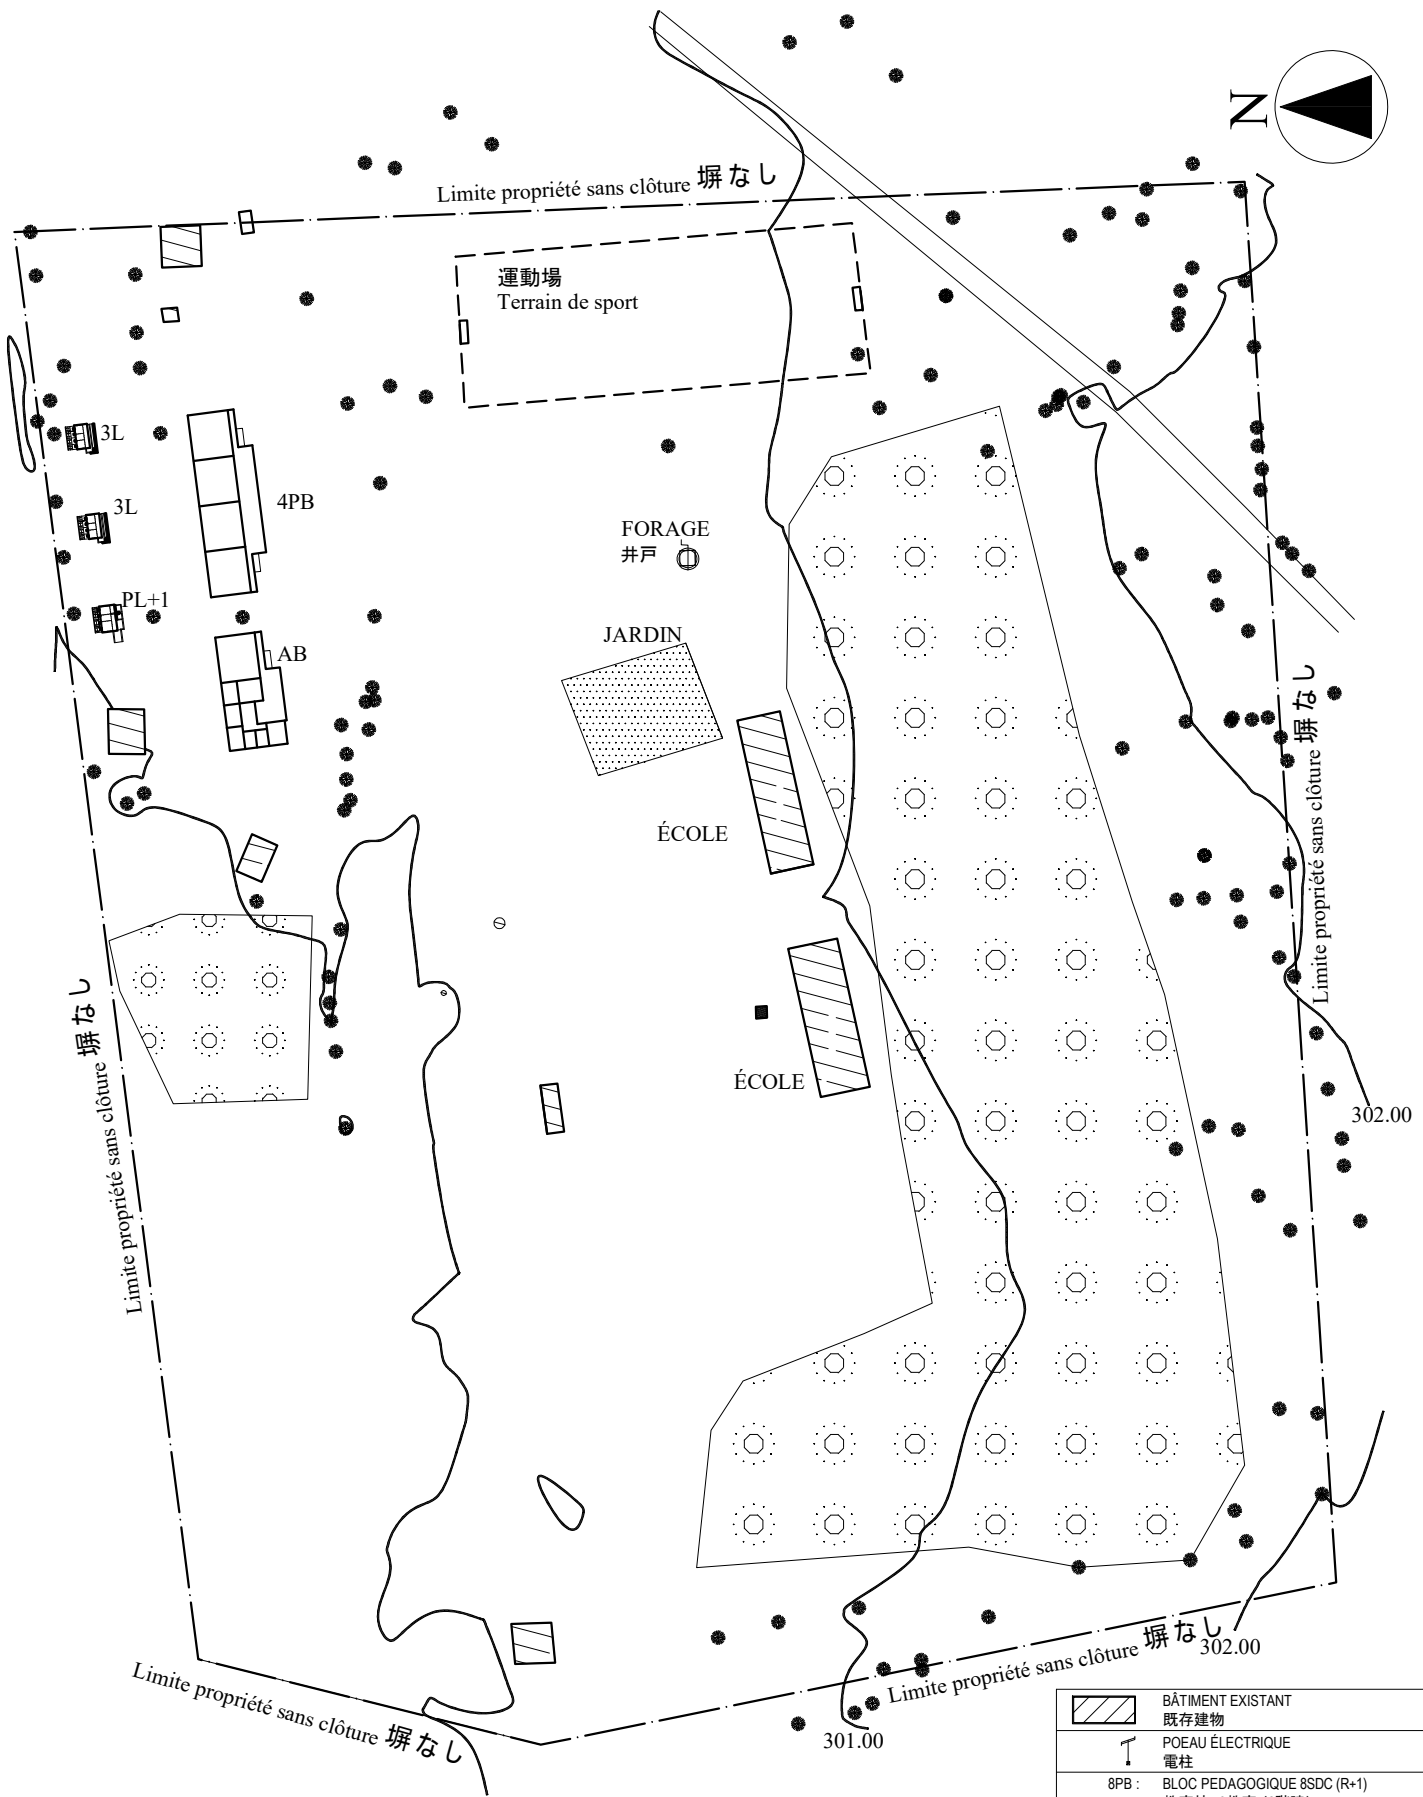 N
Limite propriété sans clôture 塀なし
運動場
Terrain de sport
3L
3L
4PB
PL+1
AB
FORAGE
井戸
JARDIN
ÉCOLE
ÉCOLE
Limite propriété sans clôture 塀なし
Limite propriété sans clôture 塀なし
302.00
Limite propriété sans clôture 塀なし
302.00
Limite propriété sans clôture 塀なし
301.00
BÂTIMENT EXISTANT
既存建物
POEAU ÉLECTRIQUE
電柱
8PB : BLOC PEDAGOGIQUE 8SDC (R+1)